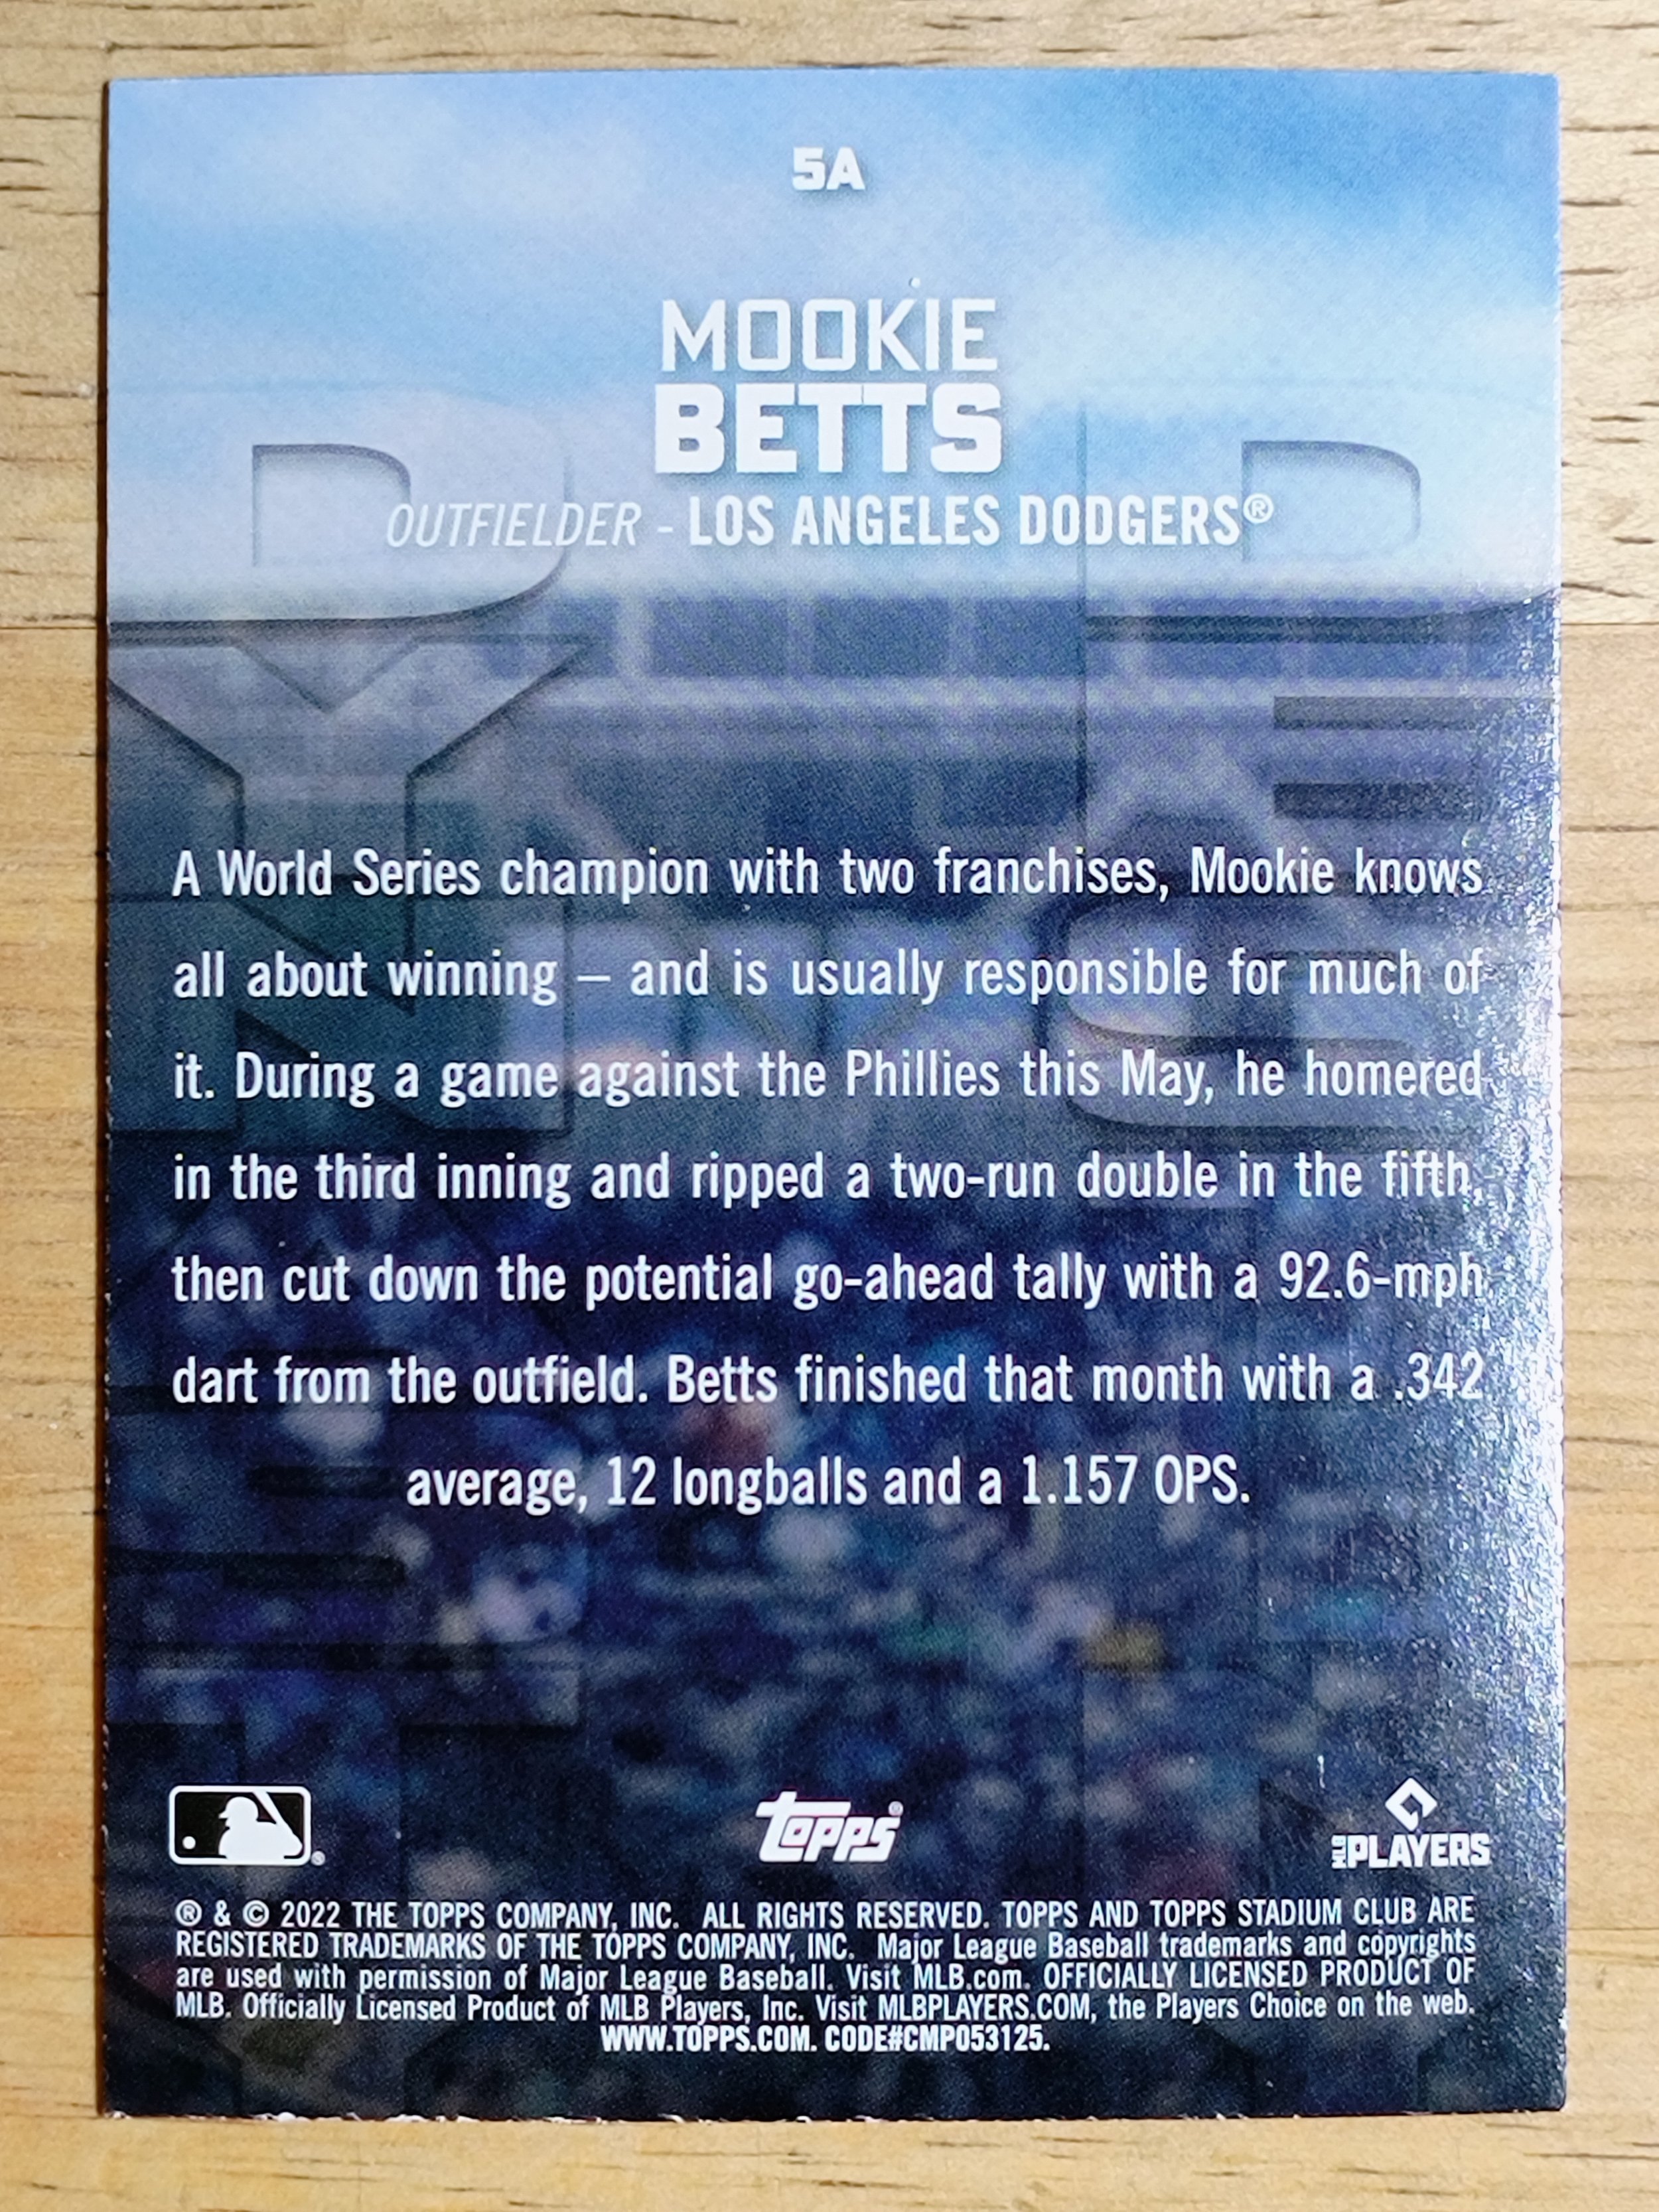 5A
MOOKIE
BETTS
OUTFIELDER - LOS ANGELES DODGERS®
A World Series champion with two franchises, Mookie knows
all about winning – and is usually responsible for much of
it. During a game against the Phillies this May, he homered
in the third inning and ripped a two-run double in the fifth,
then cut down the potential go-ahead tally with a 92.6-mph
dart from the outfield. Betts finished that month with a .342
average, 12 longballs and a 1.157 OPS.
®
topps®
MLB PLAYERS
® & © 2022 THE TOPPS COMPANY, INC. ALL RIGHTS RESERVED. TOPPS AND TOPPS STADIUM CLUB ARE
REGISTERED TRADEMARKS OF THE TOPPS COMPANY, INC. Major League Baseball trademarks and copyrights
are used with permission of Major League Baseball. Visit MLB.com. OFFICIALLY LICENSED PRODUCT OF
MLB. Officially Licensed Product of MLB Players, Inc. Visit MLBPLAYERS.COM, the Players Choice on the web.
WWW.TOPPS.COM. CODE#CMP053125.